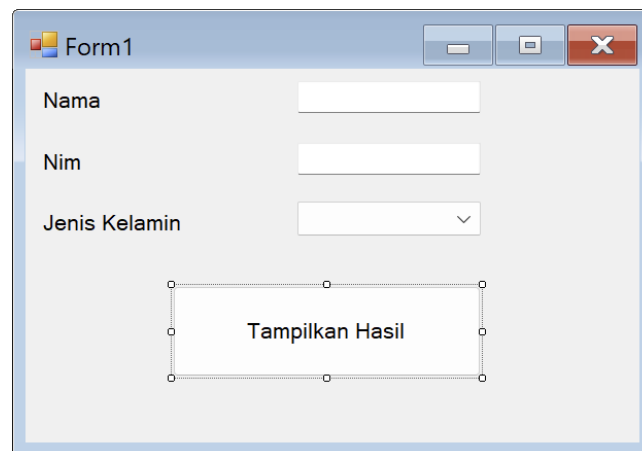 Form1
Nama
Nim
Jenis Kelamin
Tampilkan Hasil